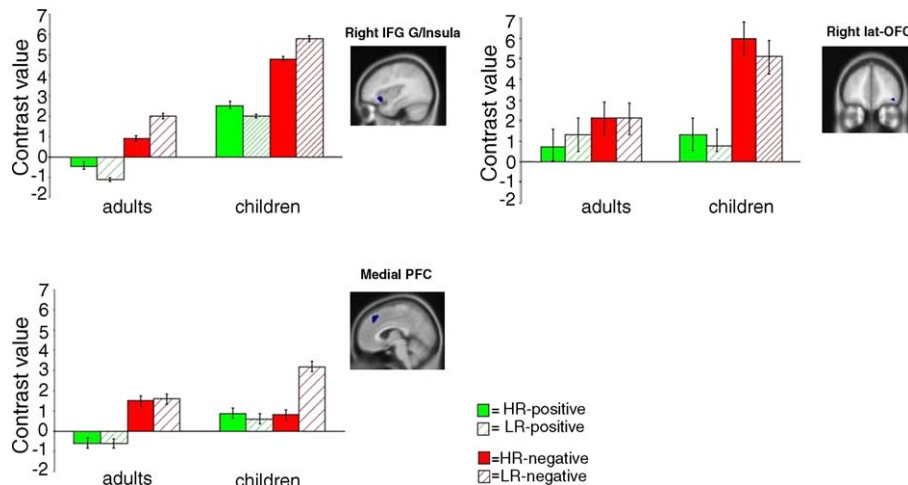 Right IFG G/Insula
Contrast value
7
6
5
4
3
2
1
0
-1
-2
adults
children
Right lat-OFC
Contrast value
7
6
5
4
3
2
1
0
-1
-2
adults
children
Medial PFC
Contrast value
7
6
5
4
3
2
1
0
-1
-2
adults
children
= HR-positive
= LR-positive
=HR-negative
=LR-negative